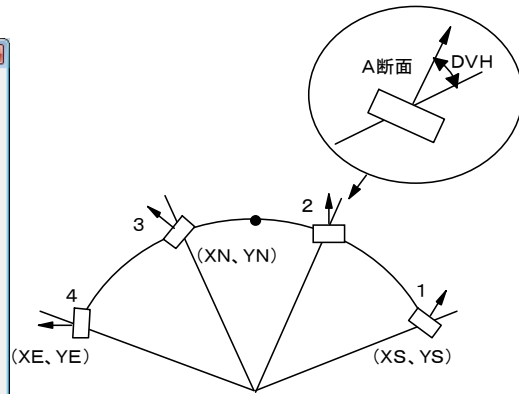 A断面
DVH
2
3
(XN、YN)
4
1
(XE、YE)
(XS、YS)